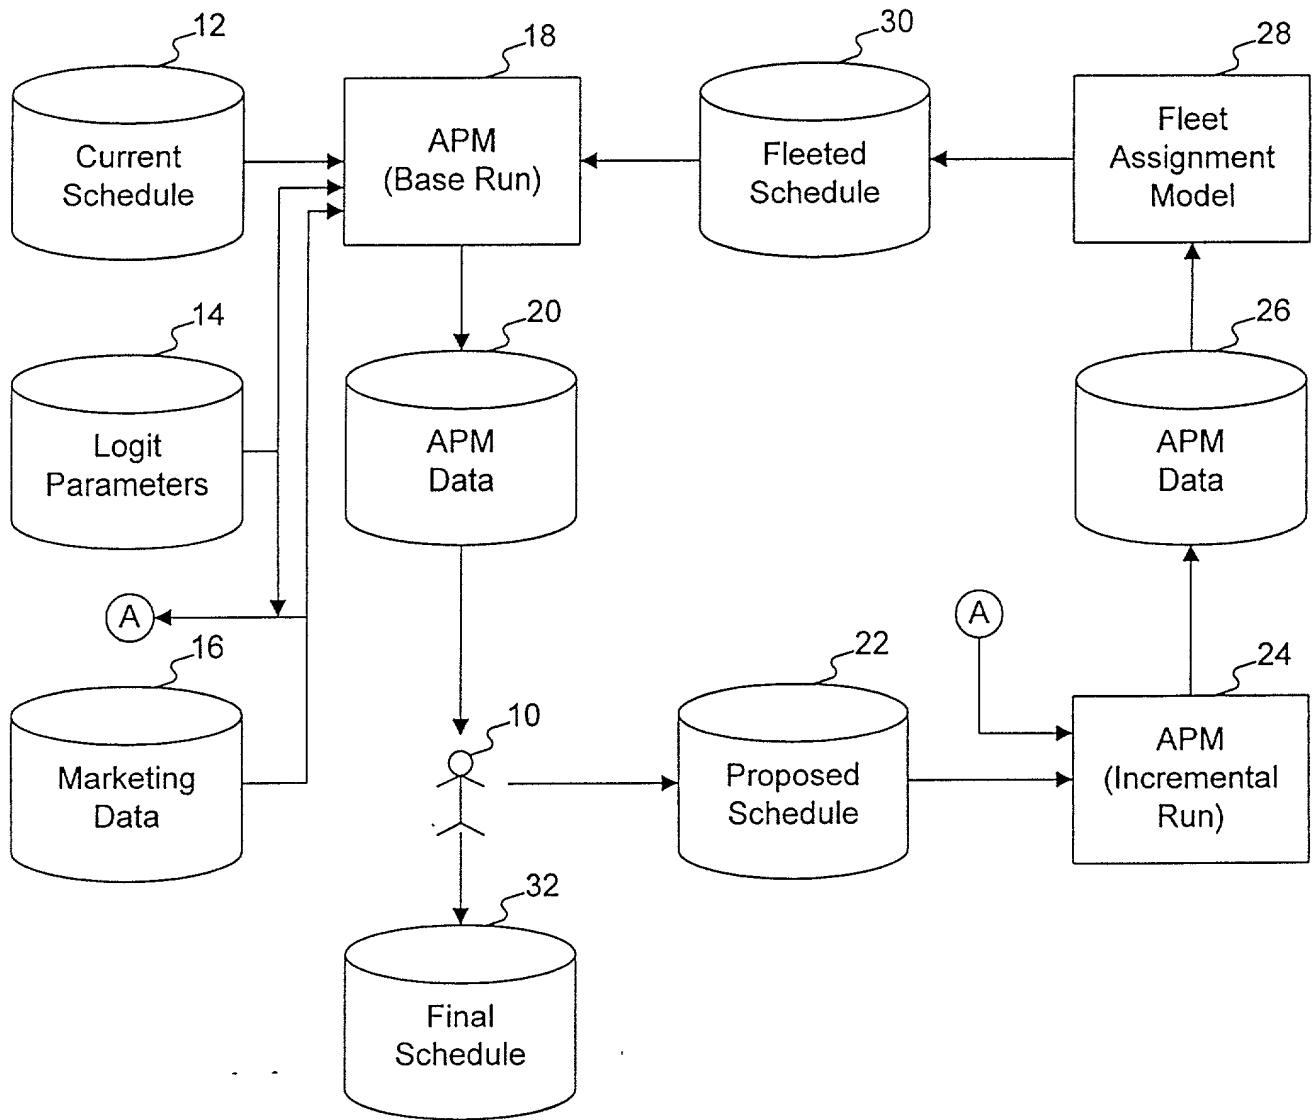 12
18
30
28
Current
Schedule
APM
(Base Run)
Fleeted
Schedule
Fleet
Assignment
Model
14
20
26
Logit
Parameters
APM
Data
APM
Data
A
A
16
22
24
10
Marketing
Data
Proposed
Schedule
APM
(Incremental
Run)
32
Final
Schedule